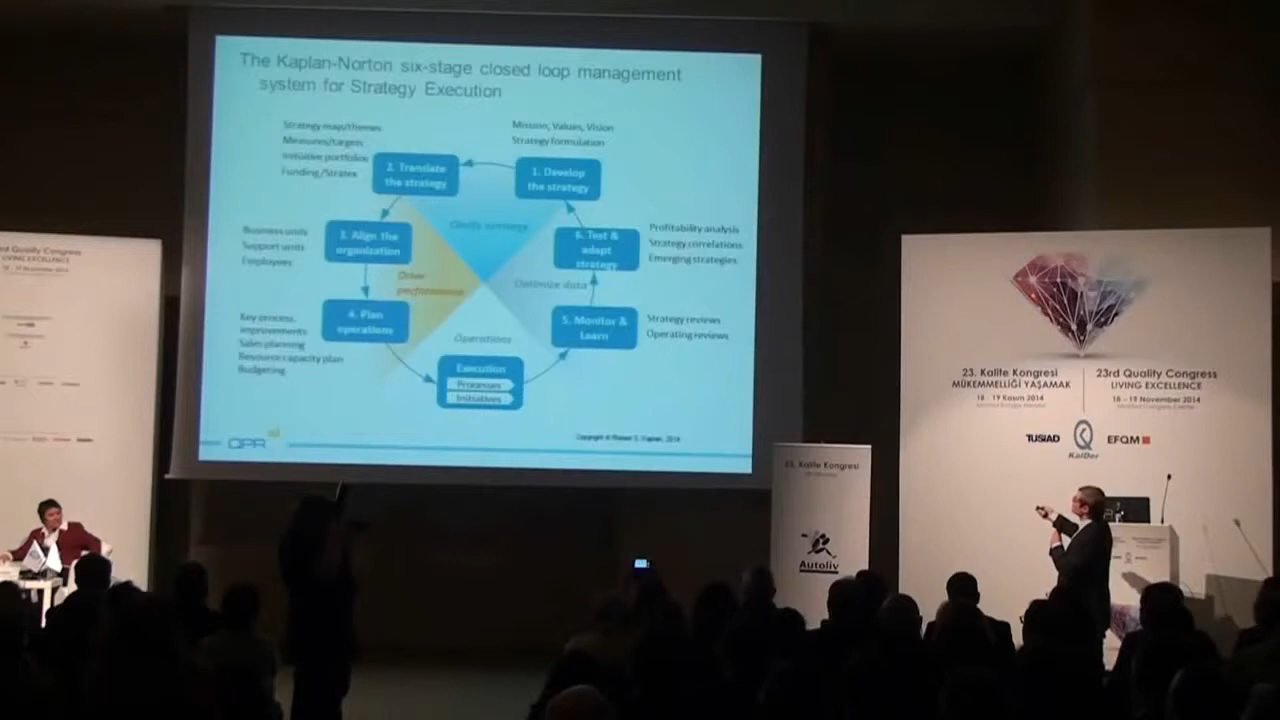 The Kaplan-Norton six-stage closed loop management
system for Strategy Execution
Strategy map/themes
Measures/targets
Initiative portfolios
Funding/Stratex
Mission, Values, Vision
Strategy formulation
2. Translate
the strategy
1. Develop
the strategy
Clarify strategy
Business units
Support units
Employees
3. Align the
organization
6. Test &
adapt
strategy
Profitability analysis
Strategy correlations
Emerging strategies
Drive
performance
Optimize data
Key process,
improvements
Sales planning
Resource capacity plan
Budgeting
4. Plan
operations
5. Monitor &
Learn
Strategy reviews
Operating reviews
Operations
Execution
Processes
Initiatives
QPR
Copyright © Robert S. Kaplan, 2014
rd Quality Congress
LIVING EXCELLENCE
23. Kalite Kongresi
Autoliv
23. Kalite Kongresi
MÜKEMMELLİĞİ YAŞAMAK
18 - 19 Kasım 2014
23rd Quality Congress
LIVING EXCELLENCE
18 - 19 November 2014
TUSIAD
KalDer
EFQM